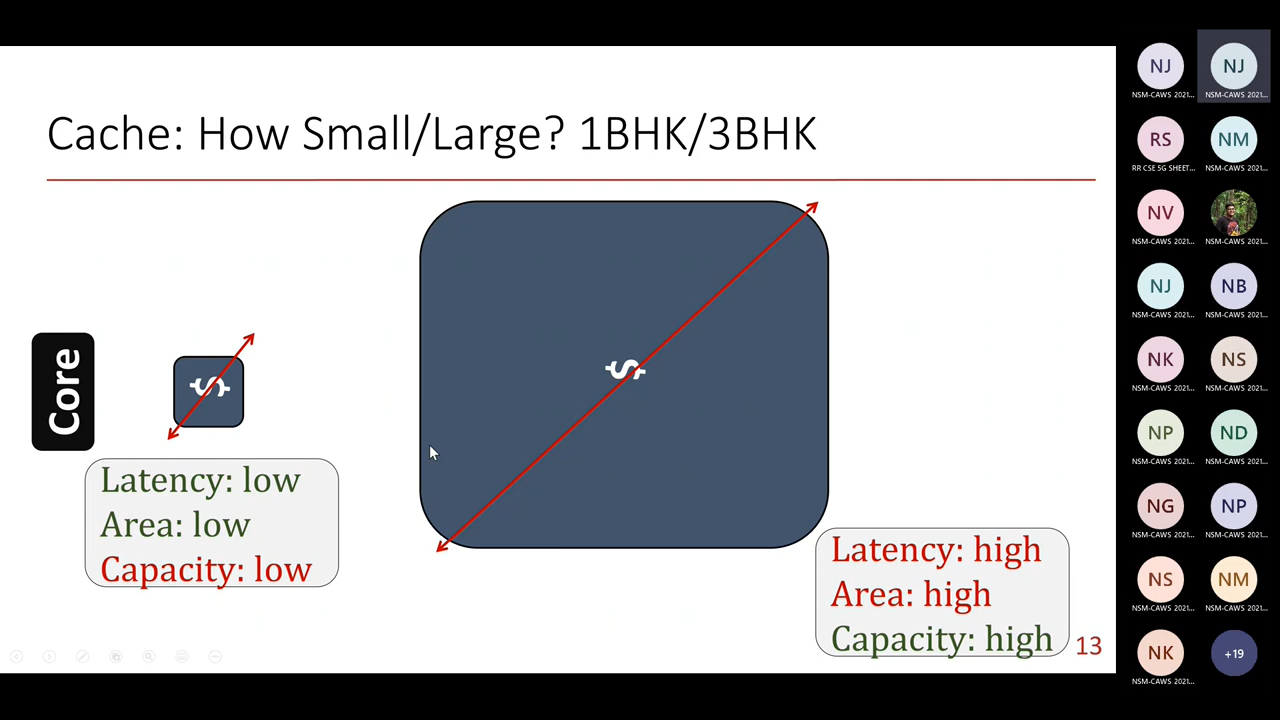 Cache: How Small/Large? 1BHK/3BHK
Core
$
$
Latency: low
Area: low
Capacity: low
Latency: high
Area: high
Capacity: high
13
NJ
NSM-CAWS 2021...
NJ
NSM-CAWS 2021...
RS
RR CSE 5G SHEET...
NM
NSM-CAWS 2021...
NV
NSM-CAWS 2021...
NSM-CAWS 2021...
NJ
NSM-CAWS 2021...
NB
NSM-CAWS 2021...
NK
NSM-CAWS 2021...
NS
NSM-CAWS 2021...
NP
NSM-CAWS 2021...
ND
NSM-CAWS 2021...
NG
NSM-CAWS 2021...
NP
NSM-CAWS 2021...
NS
NSM-CAWS 2021...
NM
NSM-CAWS 2021...
NK
NSM-CAWS 2021...
+19